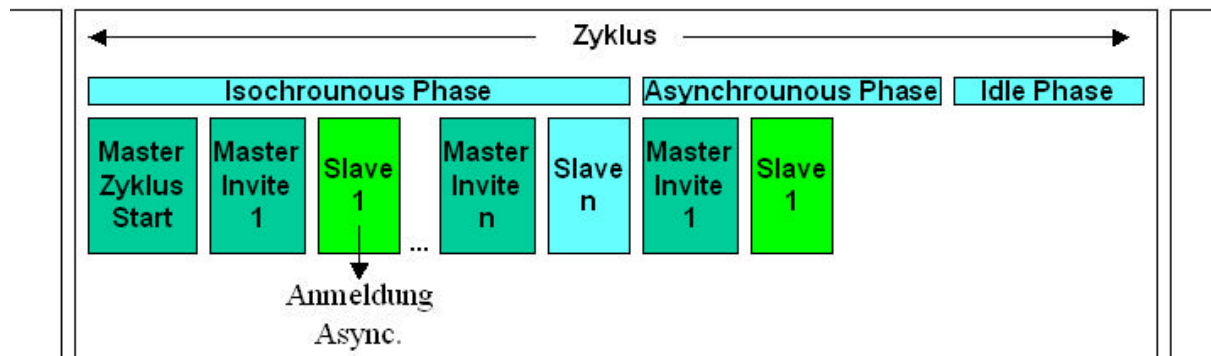 Zyklus
Isochrounous Phase
Asynchrounous Phase
Idle Phase
Master
Zyklus
Start
Master
Invite
1
Slave
1
...
Master
Invite
n
Slave
n
Master
Invite
1
Slave
1
Anmeldung
Async.